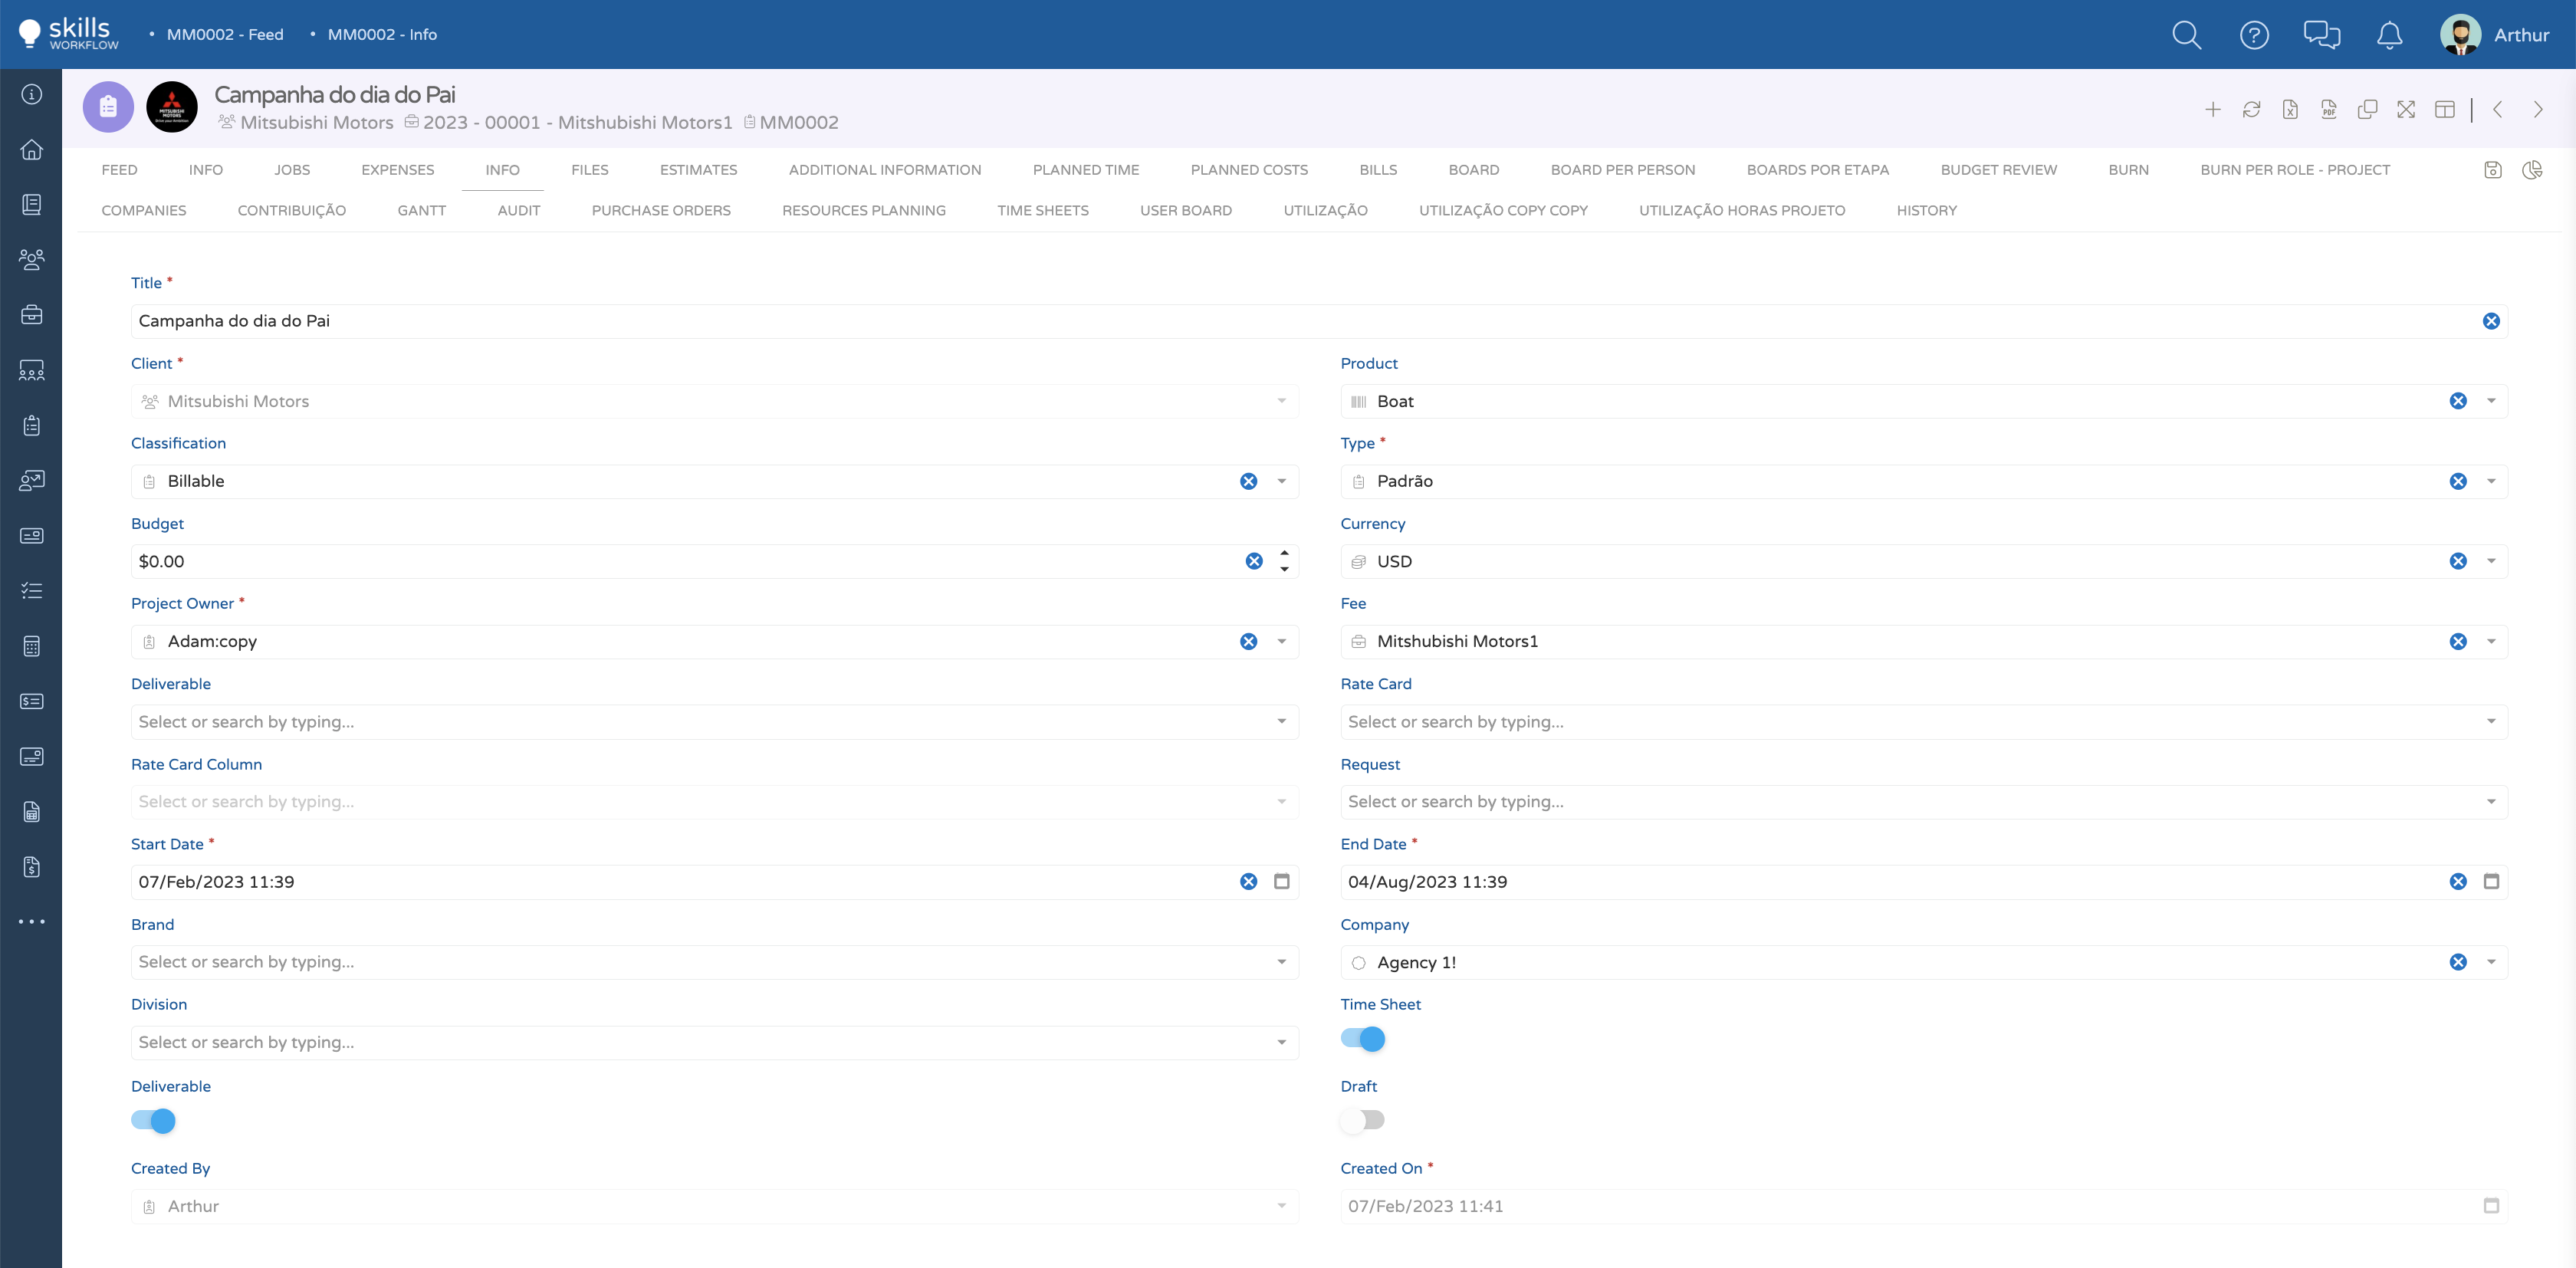 skills
WORKFLOW
• MM0002 - Feed • MM0002 - Info
Arthur
Campanha do dia do Pai
Mitsubishi Motors 2023 - 00001 - Mitshubishi Motors1 MM0002
FEED INFO JOBS EXPENSES INFO FILES ESTIMATES ADDITIONAL INFORMATION PLANNED TIME PLANNED COSTS BILLS BOARD BOARD PER PERSON BOARDS POR ETAPA BUDGET REVIEW BURN BURN PER ROLE - PROJECT
COMPANIES CONTRIBUIÇÃO GANTT AUDIT PURCHASE ORDERS RESOURCES PLANNING TIME SHEETS USER BOARD UTILIZAÇÃO UTILIZAÇÃO COPY COPY UTILIZAÇÃO HORAS PROJETO HISTORY
Title *
Campanha do dia do Pai
Client * Product
Mitsubishi Motors Boat
Classification Type *
Billable Padrão
Budget Currency
$0.00 USD
Project Owner * Fee
Adam:copy Mitshubishi Motors1
Deliverable Rate Card
Select or search by typing... Select or search by typing...
Rate Card Column Request
Select or search by typing... Select or search by typing...
Start Date * End Date *
07/Feb/2023 11:39 04/Aug/2023 11:39
Brand Company
Select or search by typing... Agency 1!
Division Time Sheet
Select or search by typing...
Deliverable Draft
Created By Created On *
Arthur 07/Feb/2023 11:41